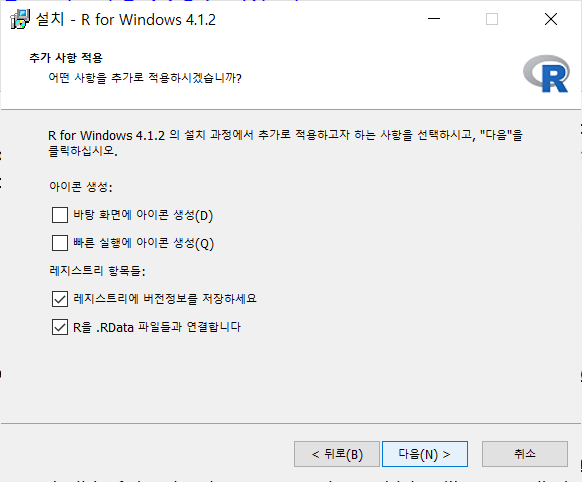 설치 - R for Windows 4.1.2
추가 사항 적용
어떤 사항을 추가로 적용하시겠습니까?
R
R for Windows 4.1.2 의 설치 과정에서 추가로 적용하고자 하는 사항을 선택하시고, "다음"을
클릭하십시오.
아이콘 생성:
바탕 화면에 아이콘 생성(D)
빠른 실행에 아이콘 생성(Q)
레지스트리 항목들:
레지스트리에 버전정보를 저장하세요
R을 .RData 파일들과 연결합니다
< 뒤로(B) 다음(N) > 취소